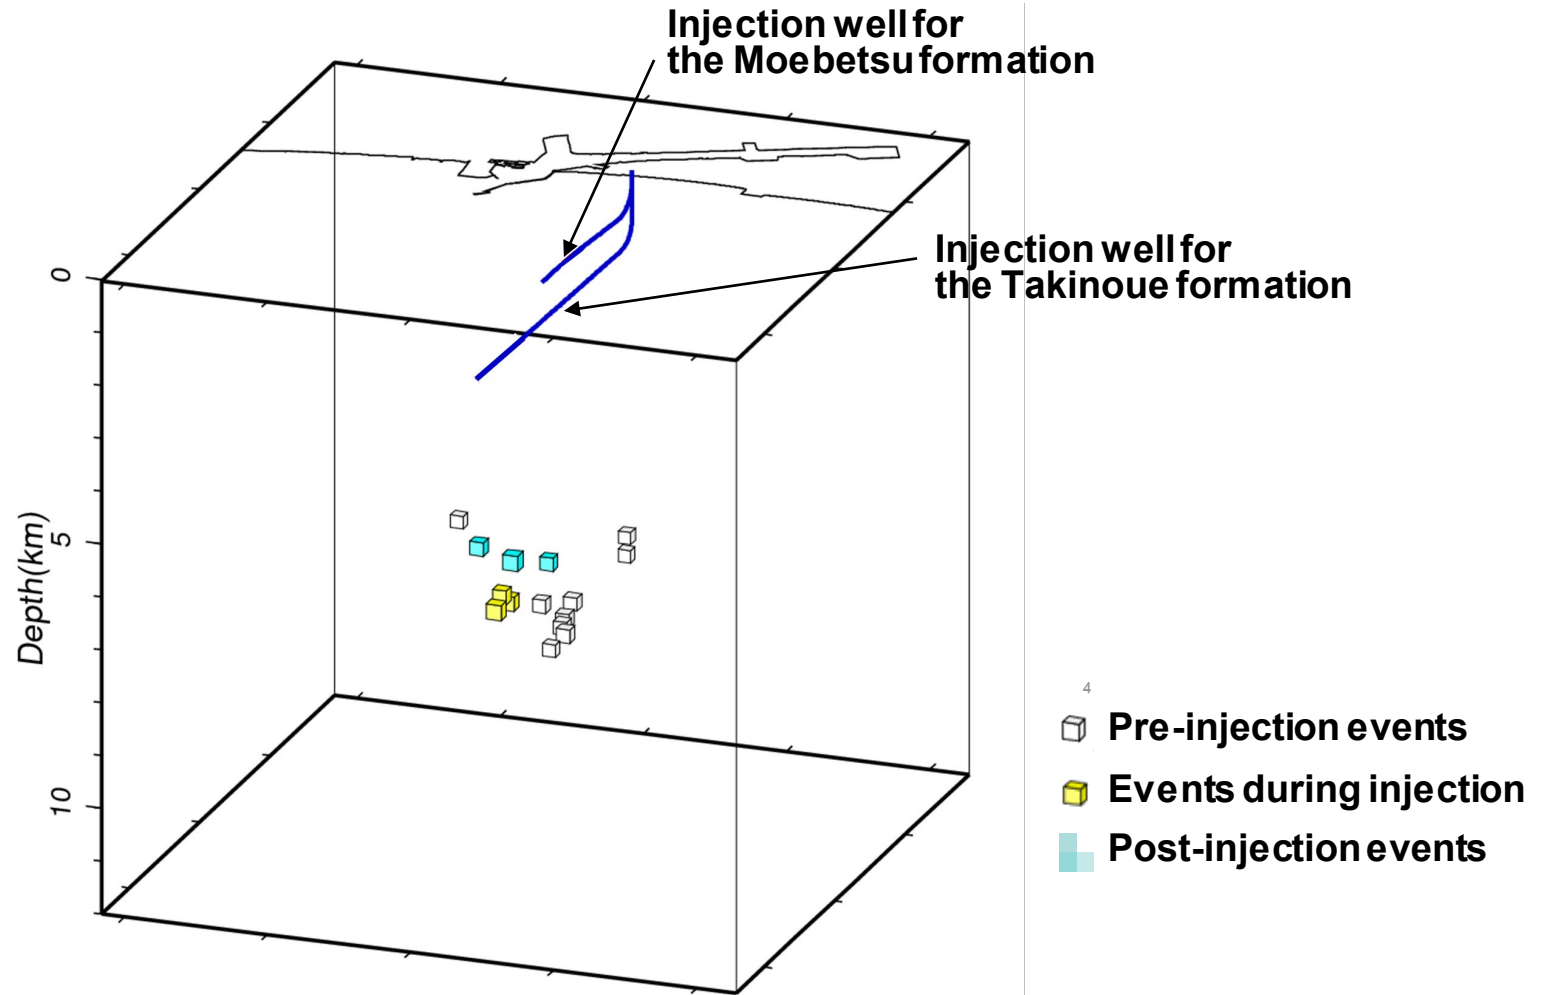 Injection well for
the Moebetsu formation
Injection well for
the Takinoue formation
0
5
10
Depth(km)
4
Pre-injection events
Events during injection
Post-injection events